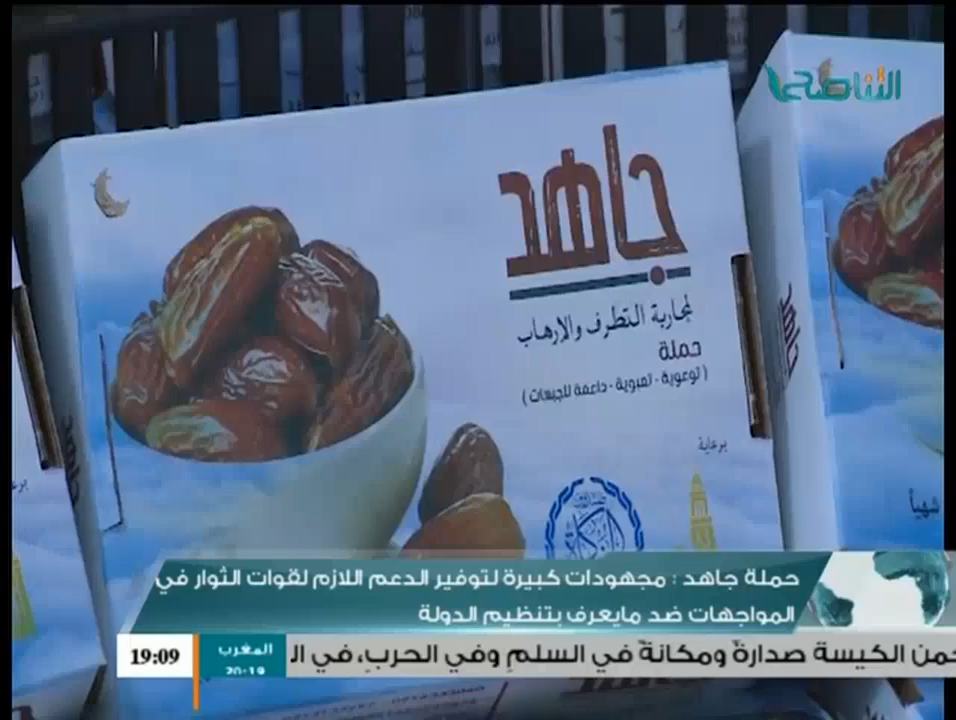 التناصح
جاهد
لمحاربة التطرف والإرهاب
حملة
(توعوية - تعبوية - داعمة للجبهات)
برعاية
شهياً
حملة جاهد : مجهودات كبيرة لتوفير الدعم اللازم لقوات الثوار في
المواجهات ضد مايعرف بتنظيم الدولة
الكيسة صدارةً ومكانةً في السلمِ وفي الحربِ، في
المغرب
20:19
19:09